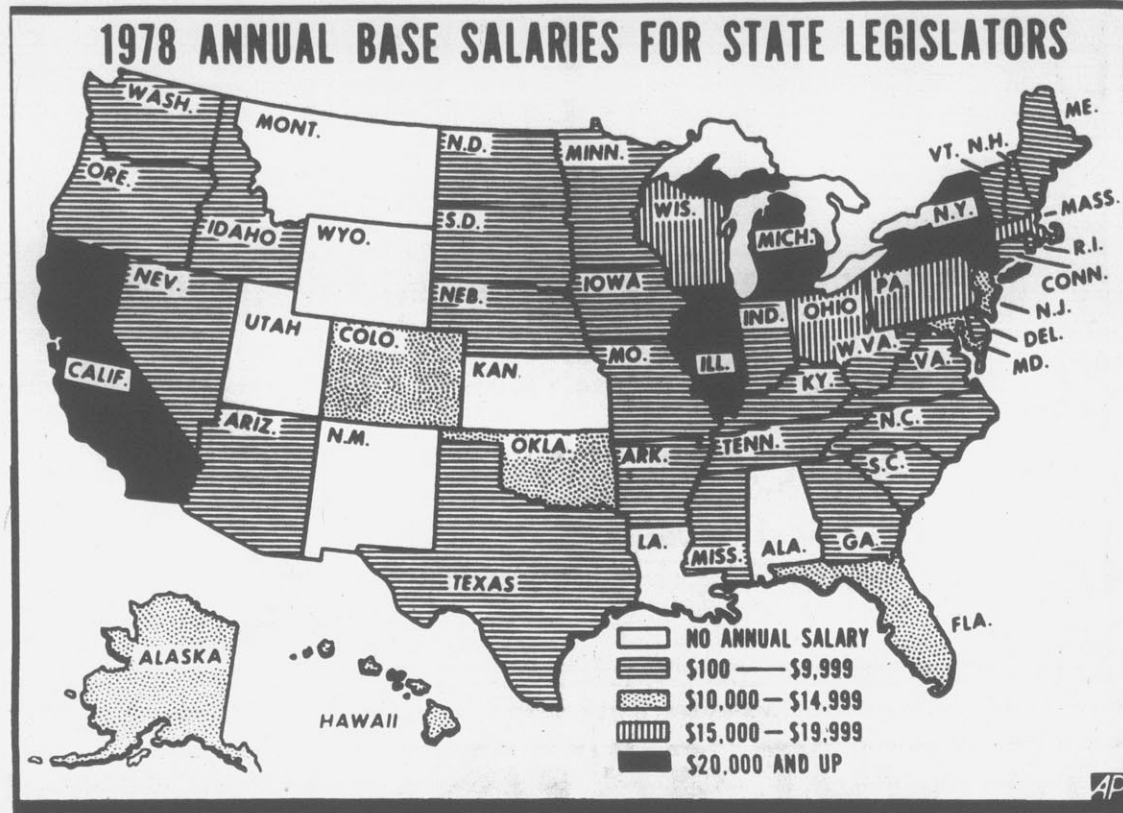 1978 ANNUAL BASE SALARIES FOR STATE LEGISLATORS
WASH.
MONT.
N.D.
MINN.
ME.
VT. N.H.
ORE.
IDAHO
WYO.
S.D.
WIS.
MICH.
N.Y.
MASS.
R.I.
CONN.
NEV.
UTAH
COLO.
NEB.
IOWA
IND.
OHIO
PA
N.J.
DEL.
MD.
CALIF.
KAN.
MO.
ILL.
W.VA.
VA.
KY.
ARIZ.
N.M.
OKLA.
ARK.
TENN.
N.C.
S.C.
TEXAS
LA.
MISS.
ALA.
GA.
FLA.
ALASKA
HAWAII
NO ANNUAL SALARY
$100 — $9,999
$10,000 — $14,999
$15,000 — $19,999
$20,000 AND UP
AP